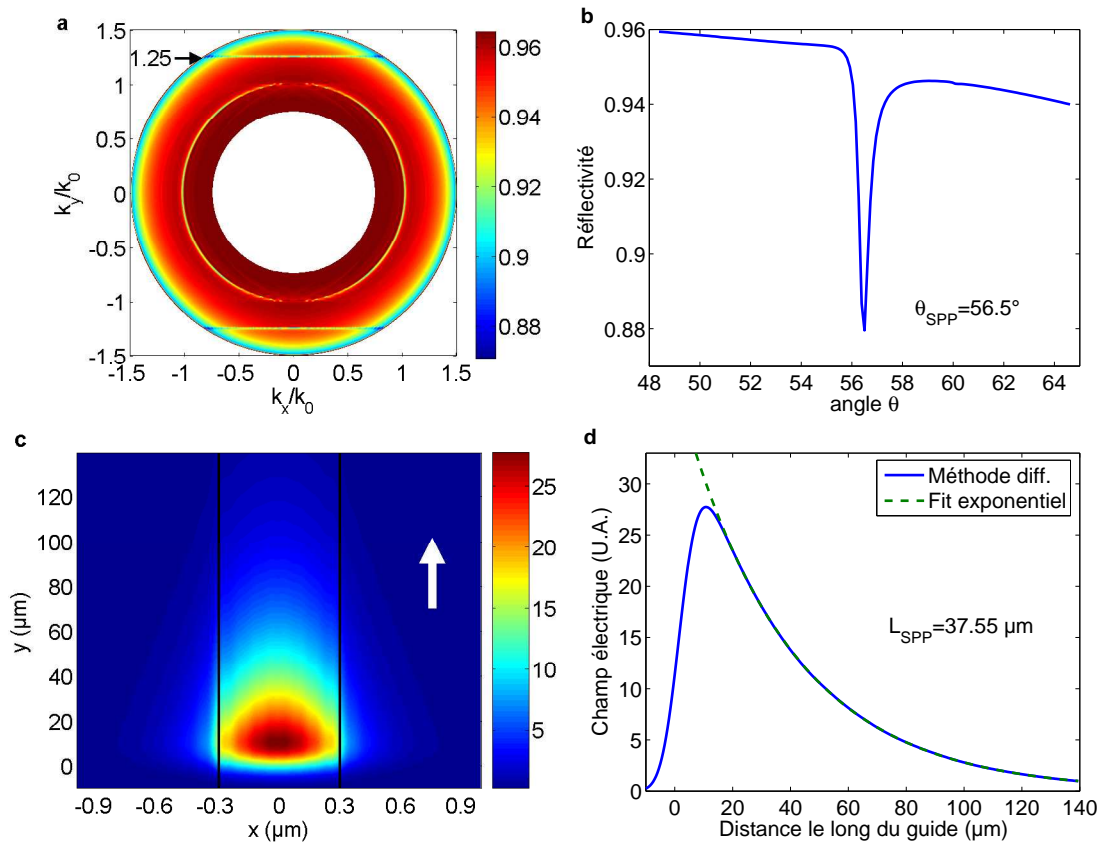 a
1.5
1
0.5
0
-0.5
-1
-1.5
1.25
k_y/k_0
-1.5 -1 -0.5 0 0.5 1 1.5
k_x/k_0
0.96
0.94
0.92
0.9
0.88
b
0.96
0.94
0.92
0.9
0.88
Réflectivité
θ_SPP=56.5°
48 50 52 54 56 58 60 62 64
angle θ
c
120
100
80
60
40
20
0
y (µm)
-0.9 -0.6 -0.3 0 0.3 0.6 0.9
x (µm)
25
20
15
10
5
d
30
25
20
15
10
5
0
Champ électrique (U.A.)
Méthode diff.
Fit exponentiel
L_SPP=37.55 µm
0 20 40 60 80 100 120 140
Distance le long du guide (µm)